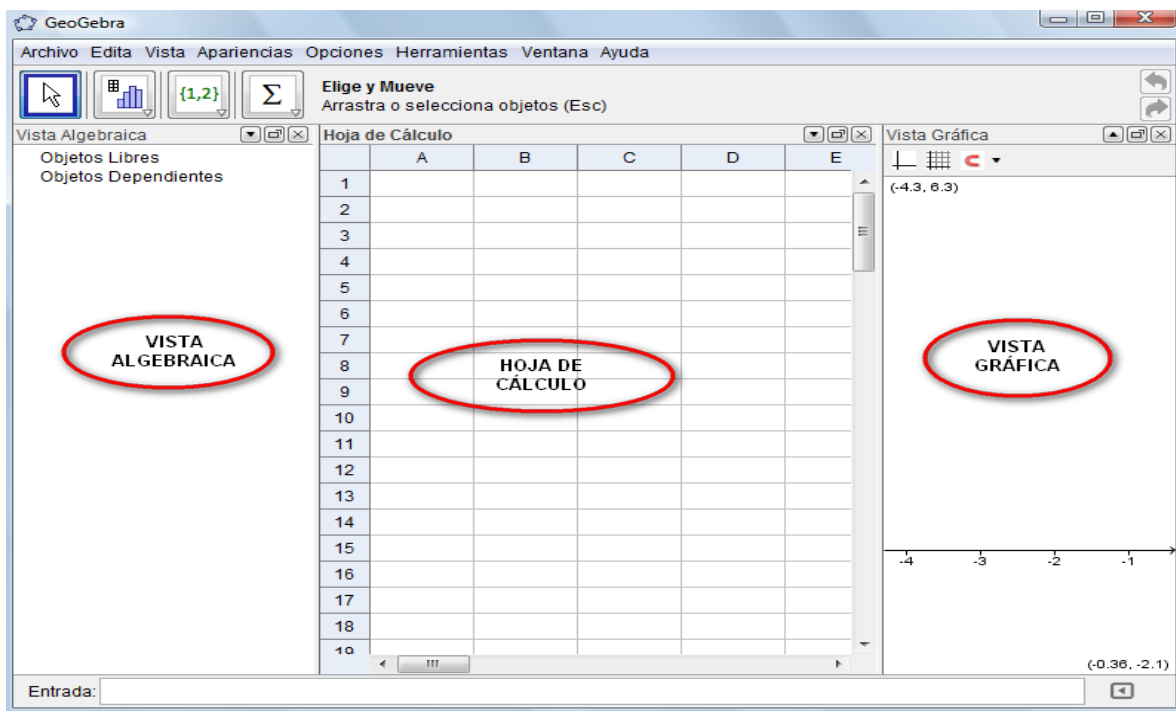 GeoGebra
Archivo Edita Vista Apariencias Opciones Herramientas Ventana Ayuda
{1,2} Σ
Elige y Mueve
Arrastra o selecciona objetos (Esc)
Vista Algebraica
Objetos Libres
Objetos Dependientes
VISTA
ALGEBRAICA
Hoja de Cálculo
A B C D E
1
2
3
4
5
6
7
8
9
10
11
12
13
14
15
16
17
18
19
HOJA DE
CÁLCULO
Vista Gráfica
(-4.3, 6.3)
VISTA
GRÁFICA
-4 -3 -2 -1
(-0.36, -2.1)
Entrada: